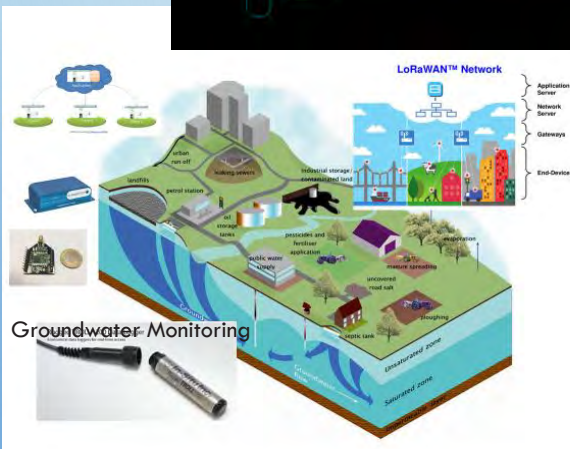 LoRaWAN™ Network
Application
Server
Network
Server
Gateways
End-Device
urban
run off
leaking sewers
industrial storage/
contaminated land
landfills
petrol station
oil
storage
tanks
pesticides and
fertiliser
application
evaporation
public water
supply
manure spreading
uncovered
road salt
ploughing
septic tank
Groundwater Monitoring
Unsaturated zone
Saturated zone
Groundwater
flow